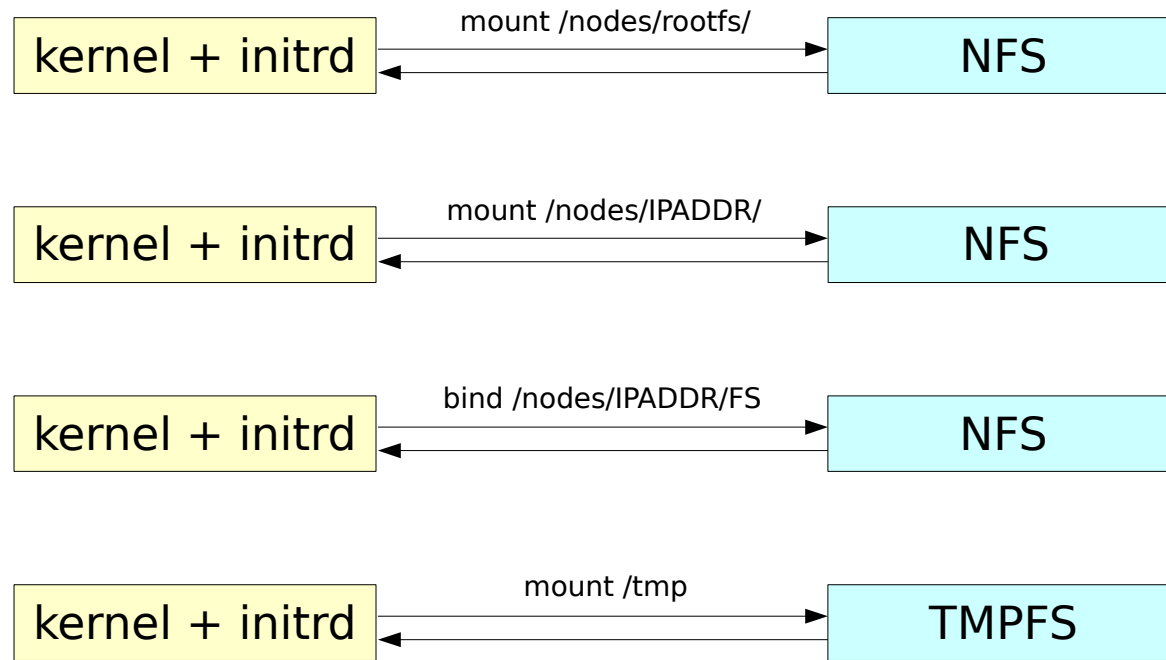 mount /nodes/rootfs/
kernel + initrd
NFS
mount /nodes/IPADDR/
kernel + initrd
NFS
bind /nodes/IPADDR/FS
kernel + initrd
NFS
mount /tmp
kernel + initrd
TMPFS